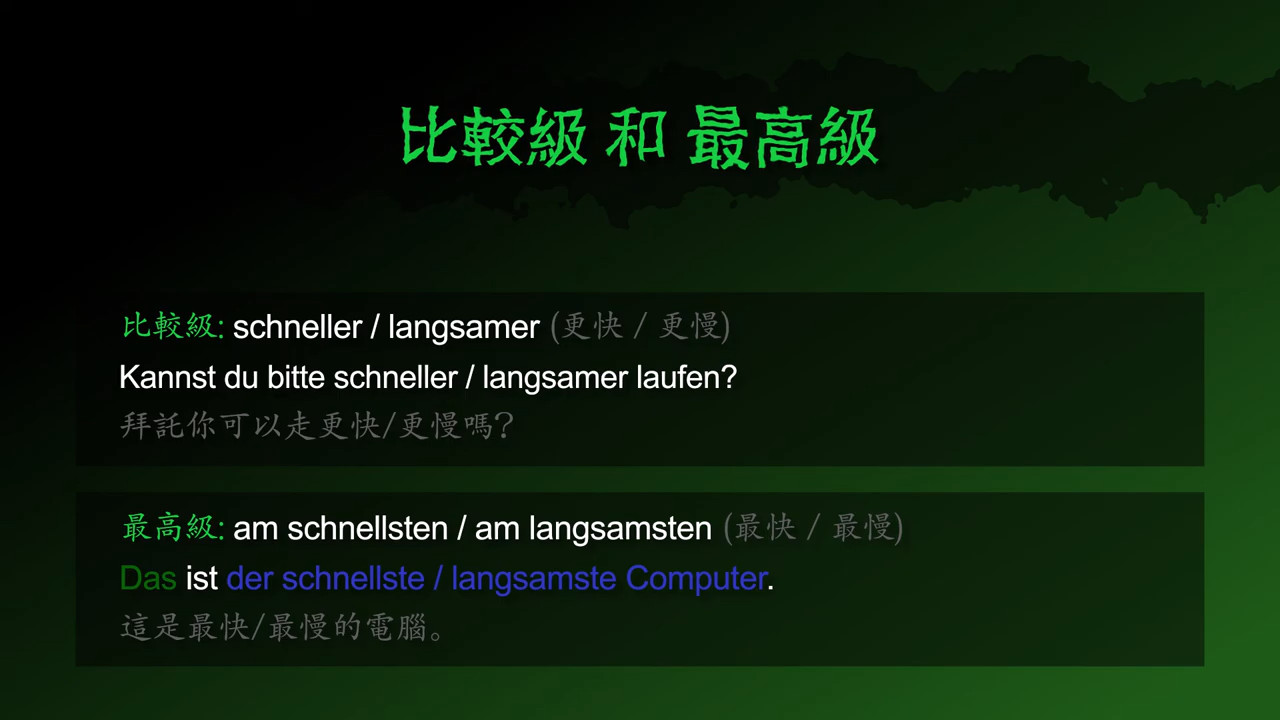 比較級 和 最高級
比較級: schneller / langsamer (更快 / 更慢)
Kannst du bitte schneller / langsamer laufen?
拜託你可以走更快/更慢嗎?
最高級: am schnellsten / am langsamsten (最快 / 最慢)
Das ist der schnellste / langsamste Computer.
這是最快/最慢的電腦。